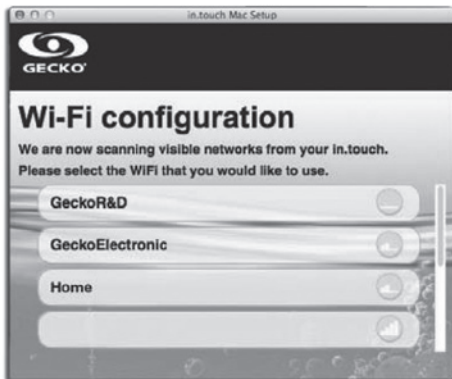 in.touch Mac Setup
GECKO
Wi-Fi configuration
We are now scanning visible networks from your in.touch.
Please select the WiFi that you would like to use.
GeckoR&D
GeckoElectronic
Home